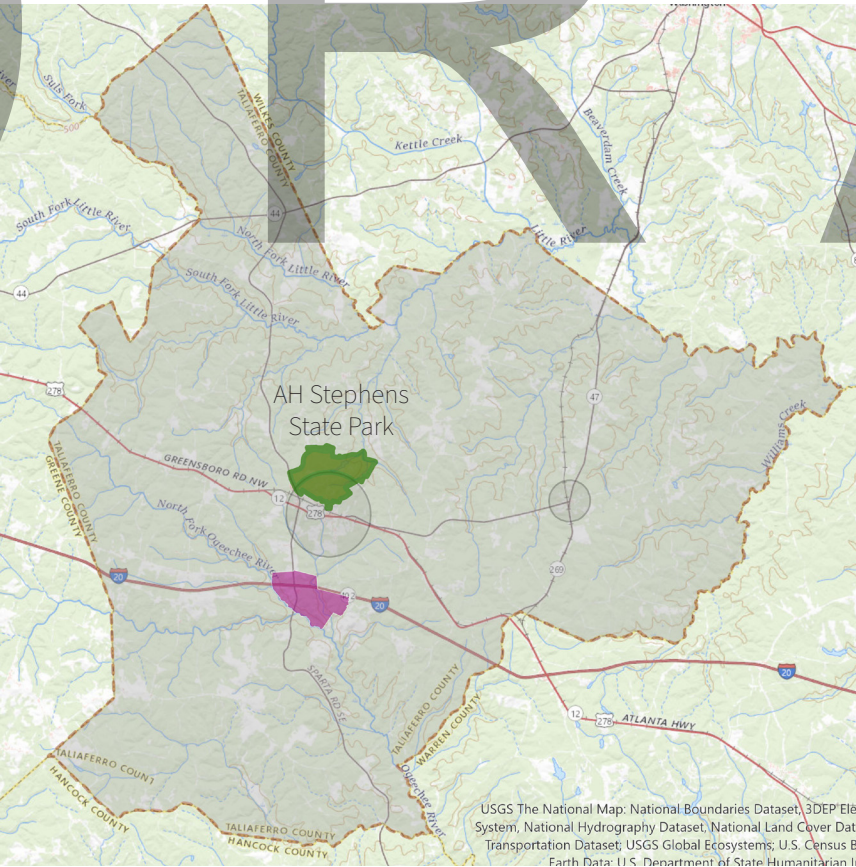 R
Washington
Suls Fork
500
WILKES COUNTY
TALIAFERRO COUNTY
Kettle Creek
Beaverdam Creek
South Fork Little River
44
Little River
North Fork Little River
44
South Fork Little River
278
47
AH Stephens
State Park
Williams Creek
TALIAFERRO COUNTY
GREENE COUNTY
GREENSBORO RD NW
12
278
North Fork Ogeechee River
20
269
20
SPARTA RD SE
TALIAFERRO COUNTY
WARREN COUNTY
20
12
278
ATLANTA HWY
TALIAFERRO COUNT
HANCOCK COUNTY
Ogeechee River
TALIAFERRO COUNTY
HANCOCK COUNTY
USGS The National Map: National Boundaries Dataset, 3DEP Ele
System, National Hydrography Dataset, National Land Cover Dat
Transportation Dataset; USGS Global Ecosystems; U.S. Census B
Earth Data; U.S. Department of State Humanitarian I